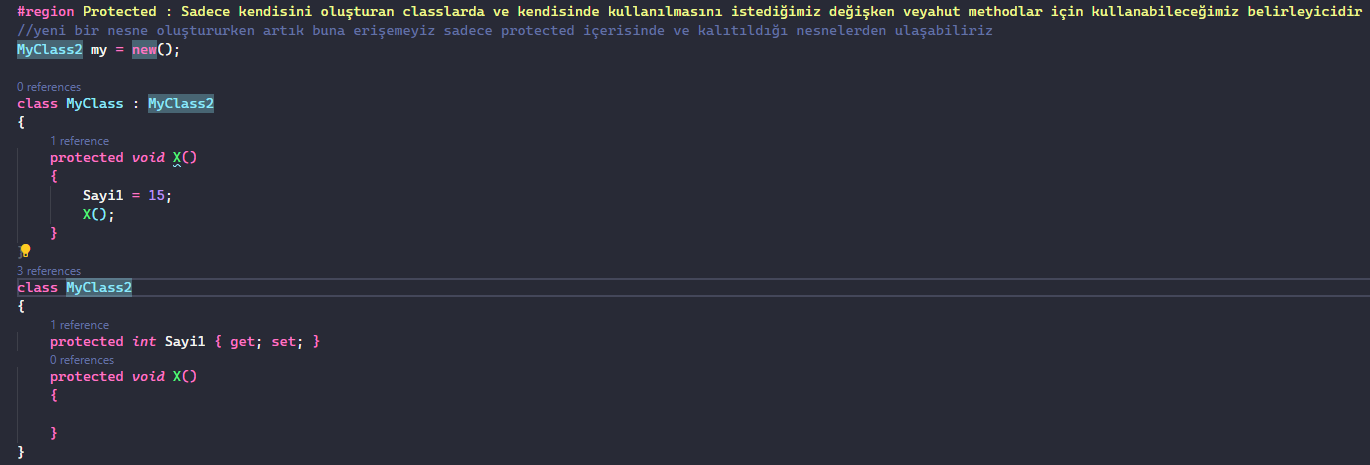 #region Protected : Sadece kendisini oluşturan classlarda ve kendisinde kullanılmasını istediğimiz değişken veyahut methodlar için kullanabileceğimiz belirleyicidir
//yeni bir nesne oluştururken artık buna erişemeyiz sadece protected içerisinde ve kalıtıldığı nesnelerden ulaşabiliriz
MyClass2 my = new();
0 references
class MyClass : MyClass2
{
1 reference
protected void X()
{
Sayi1 = 15;
X();
}
}
3 references
class MyClass2
{
1 reference
protected int Sayi1 { get; set; }
0 references
protected void X()
{
}
}